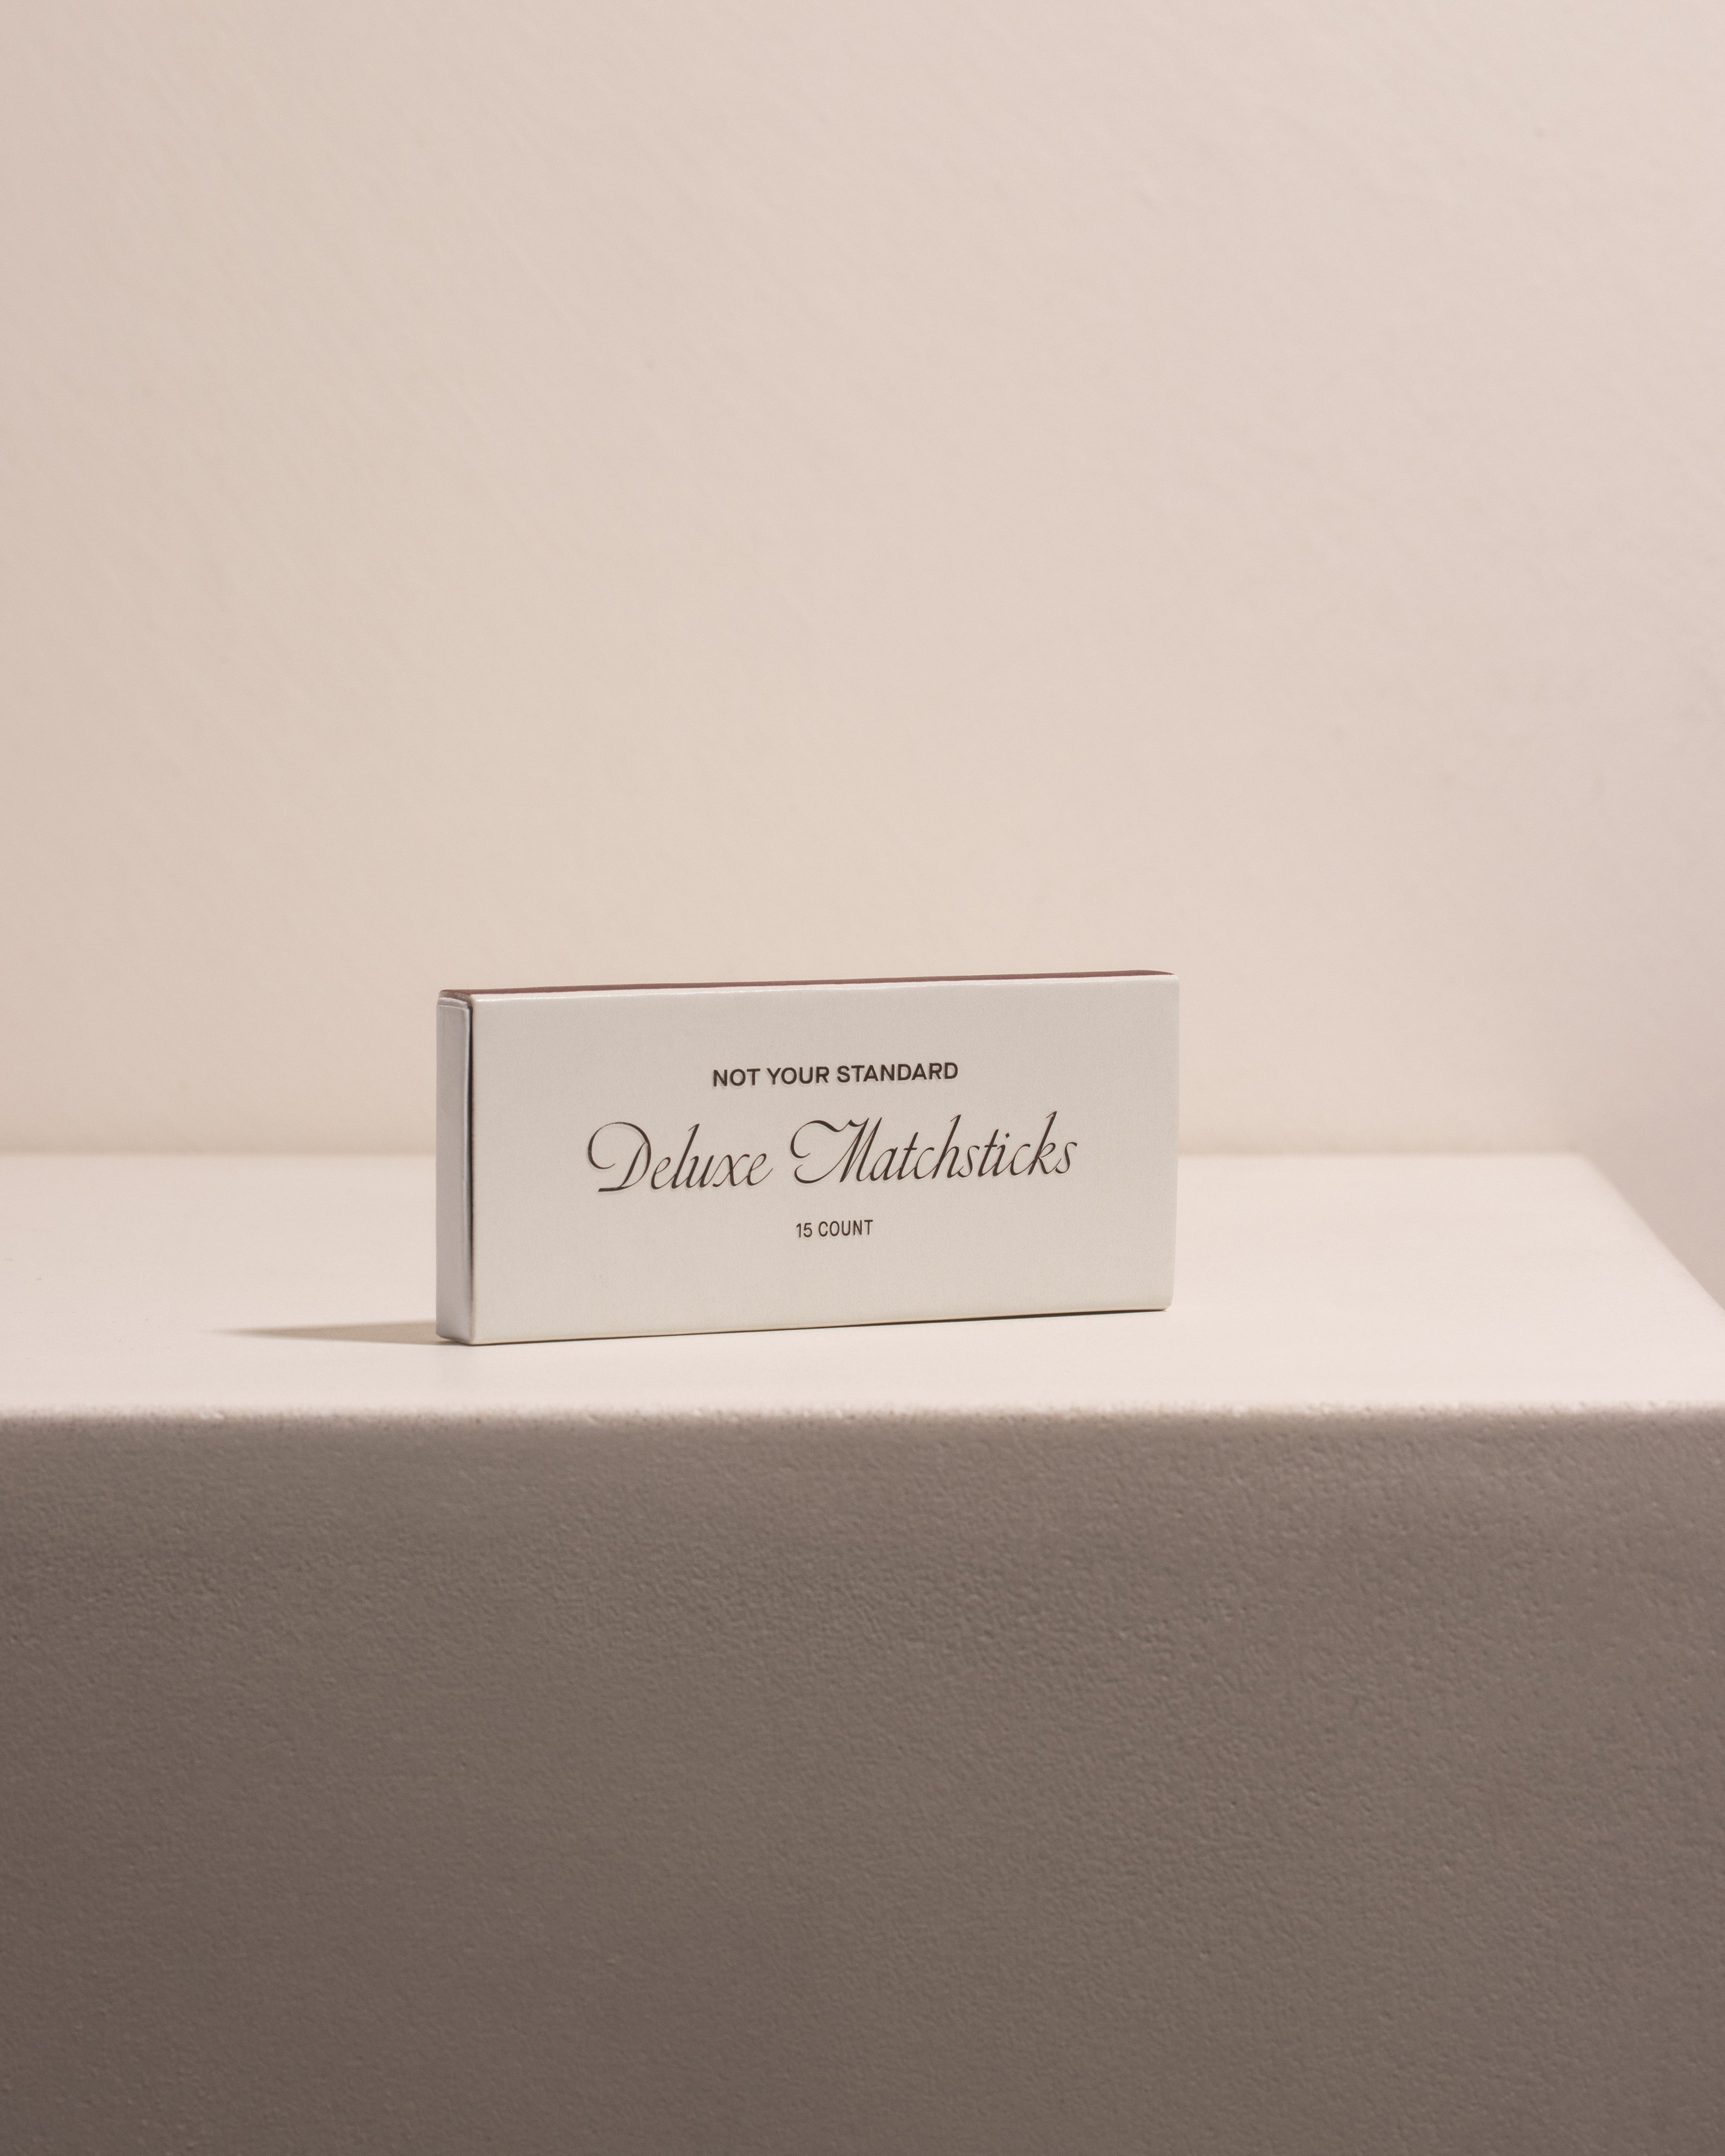 NOT YOUR STANDARD
Deluxe Matchsticks
15 COUNT